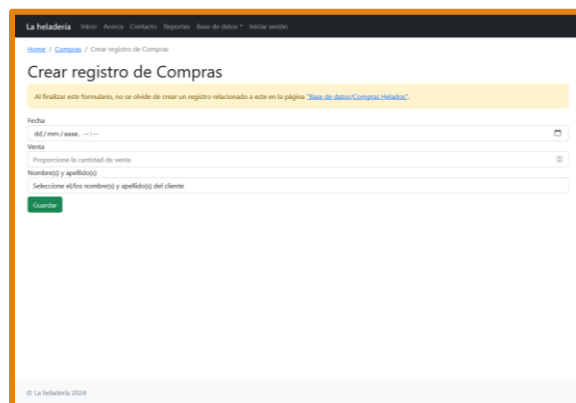 La heladería Inicio Acerca Contacto Reportes Base de datos Iniciar sesión
Home / Compras / Crear registro de Compras
Crear registro de Compras
Al finalizar este formulario, no se olvide de crear un registro relacionado a este en la página "Base de datos/Compras Helados".
Fecha
dd/mm/aaaa, --:--
Venta
Proporcione la cantidad de venta
Nombre(s) y apellido(s)
Seleccione el/los nombre(s) y apellido(s) del cliente
Guardar
© La heladería 2024